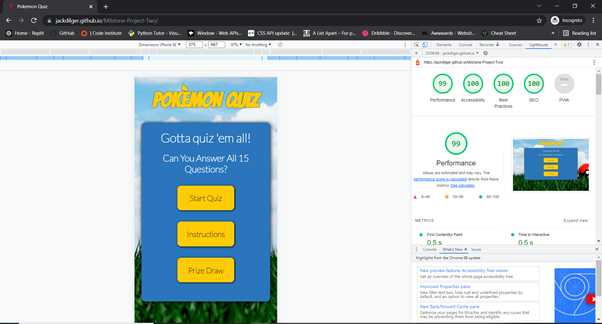 Pokemon Quiz
jackdilger.github.io/Milstone-Project-Two/
Incognito
Home - Replit
GitHub
| Code Institute
Python Tutor - Visu...
Window - Web APIs...
CSS API update
A List Apart – For p...
Dribbble - Discover...
Awwwards - Websit...
Cheat Sheet
Reading list
Dimensions: iPhone SE
375
x
667
87%
No throttling
Elements
Console
Recorder
Sources
Lighthouse
jackdilger.github.io
https://jackdilger.github.io/Milstone-Project-Two/
99
100
100
100
Performance
Accessibility
Best
Practices
SEO
PWA
POKÈMON QUIZ
Gotta quiz 'em all!
Can You Answer All 15
Questions?
Start Quiz
Instructions
Prize Draw
99
Performance
Values are estimated and may vary. The
performance score is calculated directly from these
metrics. See calculator.
0–49
50–89
90–100
METRICS
Expand view
First Contentful Paint
0.5 s
Time to Interactive
0.5 s
Console
What's New
Issues
Highlights from the Chrome 98 update
New preview feature: Accessibility Tree viewer
Get an overview of the whole page accessibility tree.
Improved Properties pane
New filter text box, hide null and undefined properties by
default, and an option to view all properties.
New Back/forward Cache pane
Optimize your pages for bfcache, and identify any issues that
may be preventing them from being eligible.